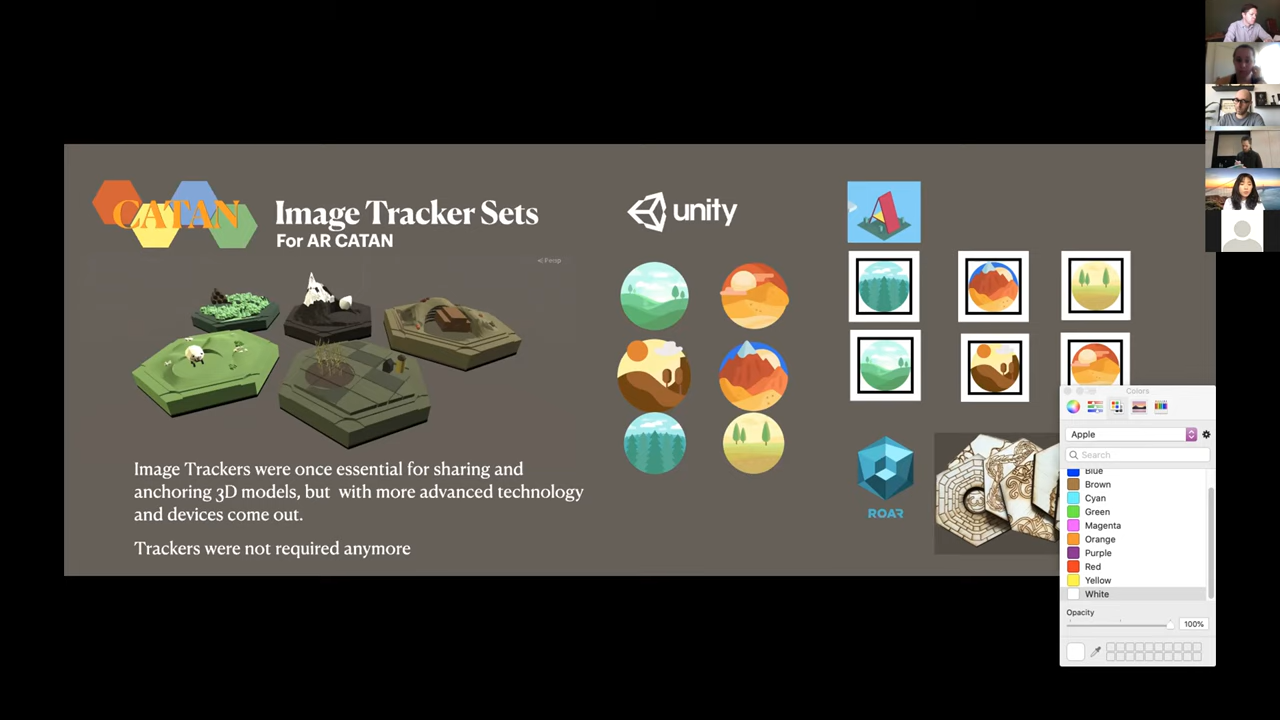 CATAN
Image Tracker Sets
For AR CATAN
unity
Image Trackers were once essential for sharing and
anchoring 3D models, but with more advanced technology
and devices come out.
Trackers were not required anymore
ROAR
Colors
Apple
Search
Blue
Brown
Cyan
Green
Magenta
Orange
Purple
Red
Yellow
White
Opacity
100%